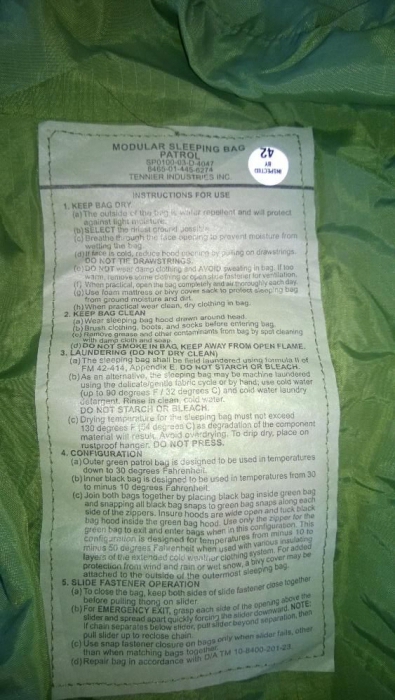 MODULAR SLEEPING BAG
PATROL
SPO100-03-D-4047
8465-01-445-6274
TENNIER INDUSTRIES INC.
INSPECTED
BY
42
INSTRUCTIONS FOR USE
1. KEEP BAG DRY
(a) The outside of the bag is water repellent and will protect
against light moisture.
(b) SELECT the driest ground possible
(c) Breathe through the face opening to prevent moisture from
wetting the bag.
(d) If face is cold, reduce hood opening by pulling on drawstrings.
DO NOT TIE DRAWSTRINGS.
(e) DO NOT wear damp clothing and AVOID sweating in bag. If too
warm, remove some clothing or open slide fastener for ventilation.
(f) When practical, open the bag completely and air thoroughly each day.
(g) Use foam mattress or bivy cover sack to protect sleeping bag
from ground moisture and dirt.
(h) When practical wear clean, dry clothing in bag.
2. KEEP BAG CLEAN
(a) Wear sleeping bag hood drawn around head.
(b) Brush clothing, boots, and socks before entering bag.
(c) Remove grease and other contaminants from bag by spot cleaning
with damp cloth and soap.
(d) DO NOT SMOKE IN BAG, KEEP AWAY FROM OPEN FLAME.
3. LAUNDERING (DO NOT DRY CLEAN)
(a) The sleeping bag shall be field laundered using formula II of
FM 42-414, Appendix E. DO NOT STARCH OR BLEACH.
(b) As an alternative, the sleeping bag may be machine laundered
using the delicate/gentle fabric cycle or by hand; use cold water
(up to 90 degrees F / 32 degrees C) and cold water laundry
detergent. Rinse in clean, cold water.
DO NOT STARCH OR BLEACH.
(c) Drying temperature for the sleeping bag must not exceed
130 degrees F (54 degrees C) as degradation of the component
material will result. Avoid overdrying. To drip dry, place on
rustproof hanger. DO NOT PRESS.
4. CONFIGURATION
(a) Outer green patrol bag is designed to be used in temperatures
down to 30 degrees Fahrenheit.
(b) Inner black bag is designed to be used in temperatures from 30
to minus 10 degrees Fahrenheit.
(c) Join both bags together by placing black bag inside green bag
and snapping all black bag snaps to green bag snaps along each
side of the zippers. Insure hoods are wide open and tuck black
bag hood inside the green bag hood. Use only the zipper for the
green bag to exit and enter bags when in this configuration. This
configuration is designed for temperatures from minus 10 to
minus 50 degrees Fahrenheit when used with various insulating
layers of the extended cold weather clothing system. For added
protection from wind and rain or wet snow, a bivy cover may be
attached to the outside of the outermost sleeping bag.
5. SLIDE FASTENER OPERATION
(a) To close the bag, keep both sides of slide fastener close together
before pulling thong on slider.
(b) For EMERGENCY EXIT, grasp each side of the opening above the
slider and spread apart quickly forcing the slider downward. NOTE:
If chain separates below slider, pull slider beyond separation, then
pull slider up to reclose chain.
(c) Use snap fastener closure on bags only when slider fails, other
than when matching bags together.
(d) Repair bag in accordance with D/A TM 10-8400-201-23.